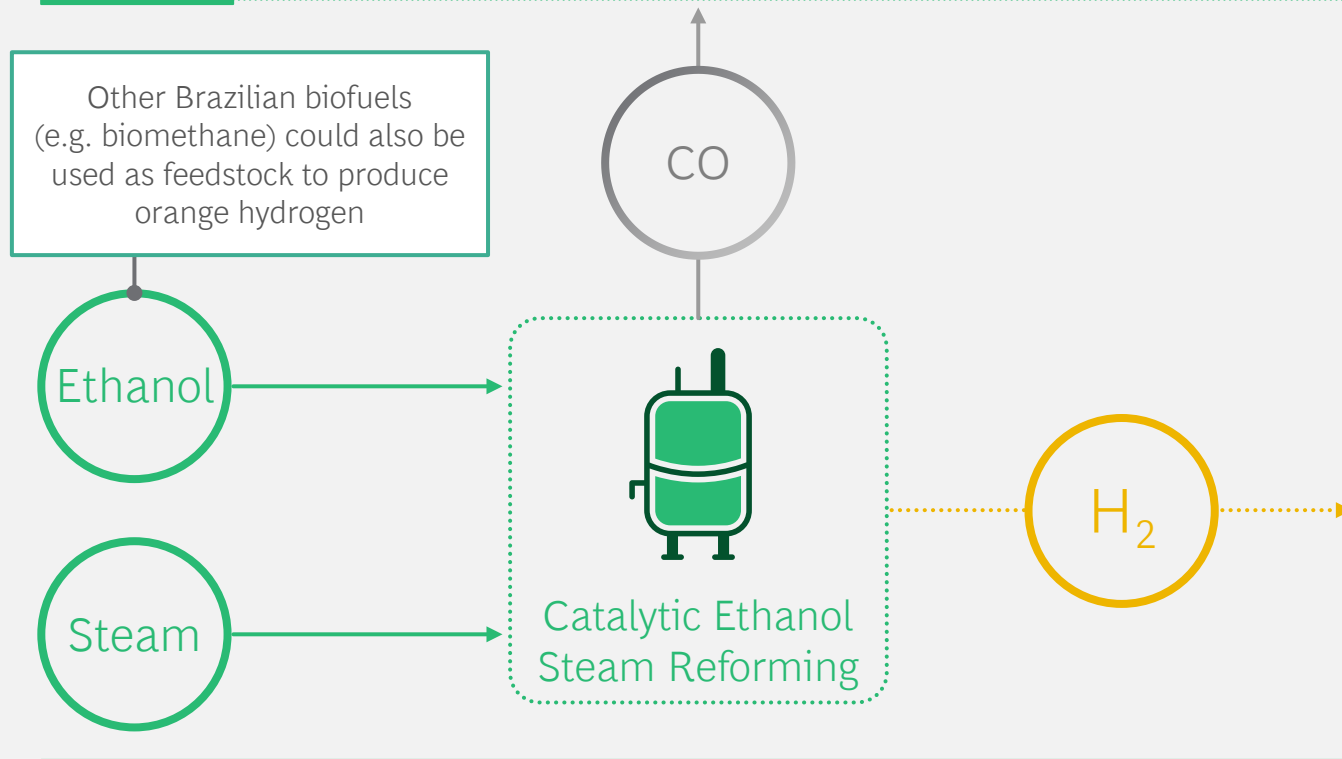 Other Brazilian biofuels
(e.g. biomethane) could also be
used as feedstock to produce
orange hydrogen
CO
Ethanol
Steam
Catalytic Ethanol
Steam Reforming
H₂